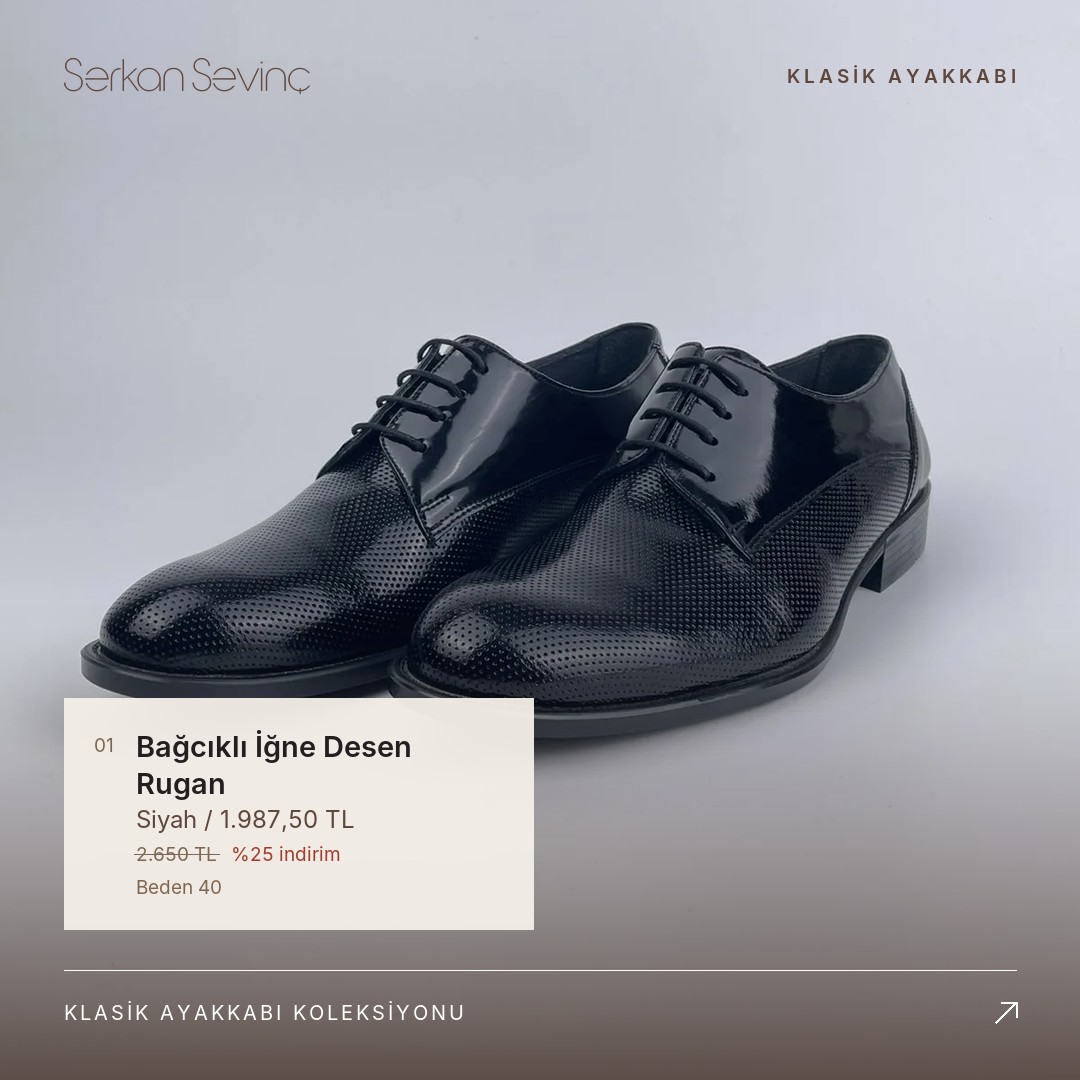 Serkan Sevinç
KLASİK AYAKKABI
01
Bağcıklı İğne Desen
Rugan
Siyah / 1.987,50 TL
2.650 TL %25 indirim
Beden 40
KLASİK AYAKKABI KOLEKSİYONU